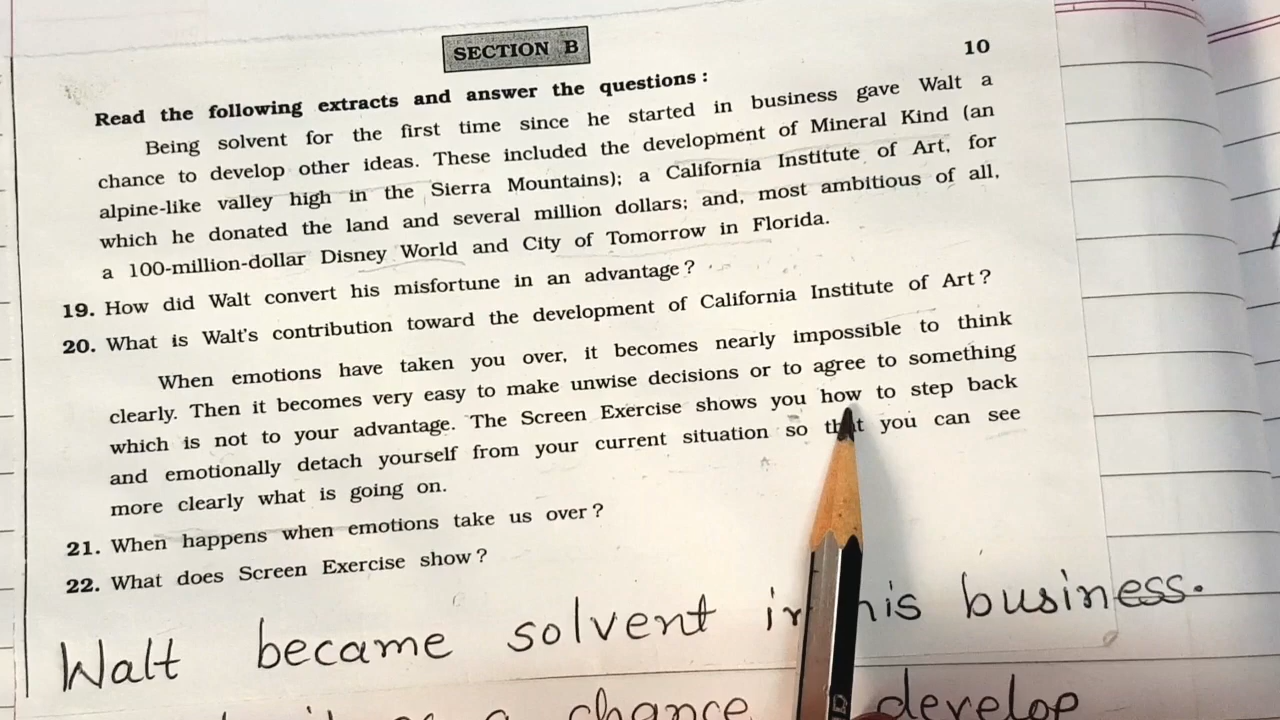 SECTION B
10
Read the following extracts and answer the questions :
Being solvent for the first time since he started in business gave Walt a
chance to develop other ideas. These included the development of Mineral Kind (an
alpine-like valley high in the Sierra Mountains); a California Institute of Art, for
which he donated the land and several million dollars; and, most ambitious of all,
a 100-million-dollar Disney World and City of Tomorrow in Florida.
19. How did Walt convert his misfortune in an advantage?
20. What is Walt's contribution toward the development of California Institute of Art?
When emotions have taken you over, it becomes nearly impossible to think
clearly. Then it becomes very easy to make unwise decisions or to agree to something
which is not to your advantage. The Screen Exercise shows you how to step back
and emotionally detach yourself from your current situation so that you can see
more clearly what is going on.
21. When happens when emotions take us over?
22. What does Screen Exercise show?
Walt became solvent in his business.
a chance develop